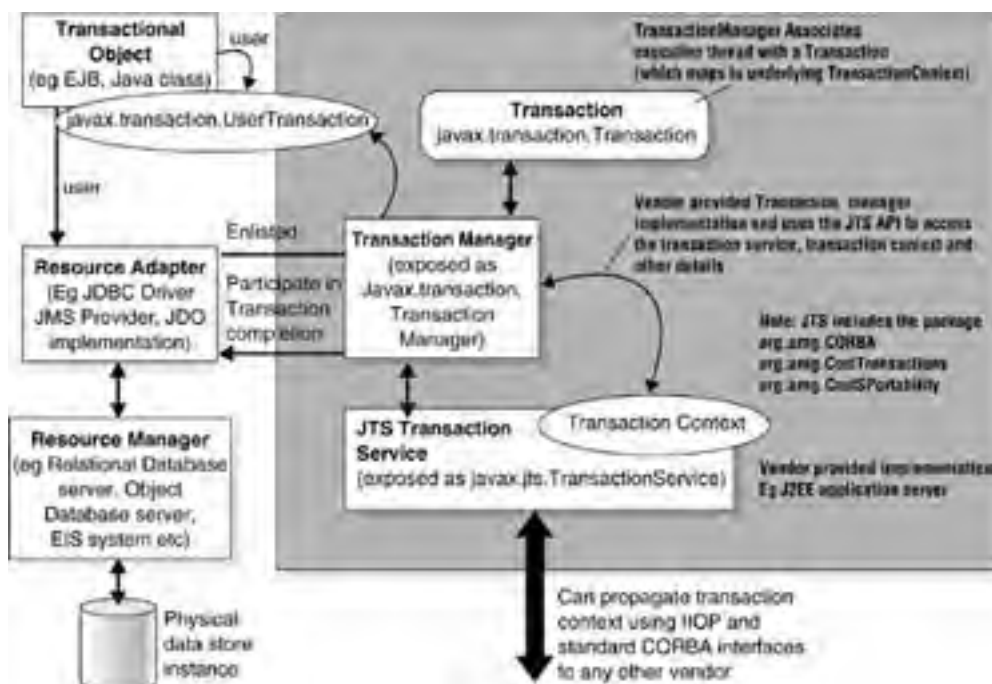 Transactional
Object
(eg EJB, Java class)
user
javax.transaction.UserTransaction
user
TransactionManager Associates
executing thread with a Transaction
(which maps to underlying TransactionContext)
Transaction
javax.transaction.Transaction
Enlisted
Participate in
Transaction
completion
Resource Adapter
(Eg JDBC Driver
JMS Provider, JDO
implementation)
Transaction Manager
(exposed as
Javax.transaction,
Transaction
Manager)
Vendor provided Transaction manager
implementation and uses the JTS API to access
the transaction service, transaction context and
other details
Note: JTS includes the package
org.omg.CORBA
org.omg.CosTransactions
org.omg.CosTSPortability
Resource Manager
(eg Relational Database
server, Object
Database server,
EIS system etc)
JTS Transaction
Service
(exposed as javax.jts.TransactionService)
Transaction Context
Vendor provided implementation
Eg J2EE application server
Physical
data store
instance
Can propagate transaction
context using IIOP and
standard CORBA interfaces
to any other vendor